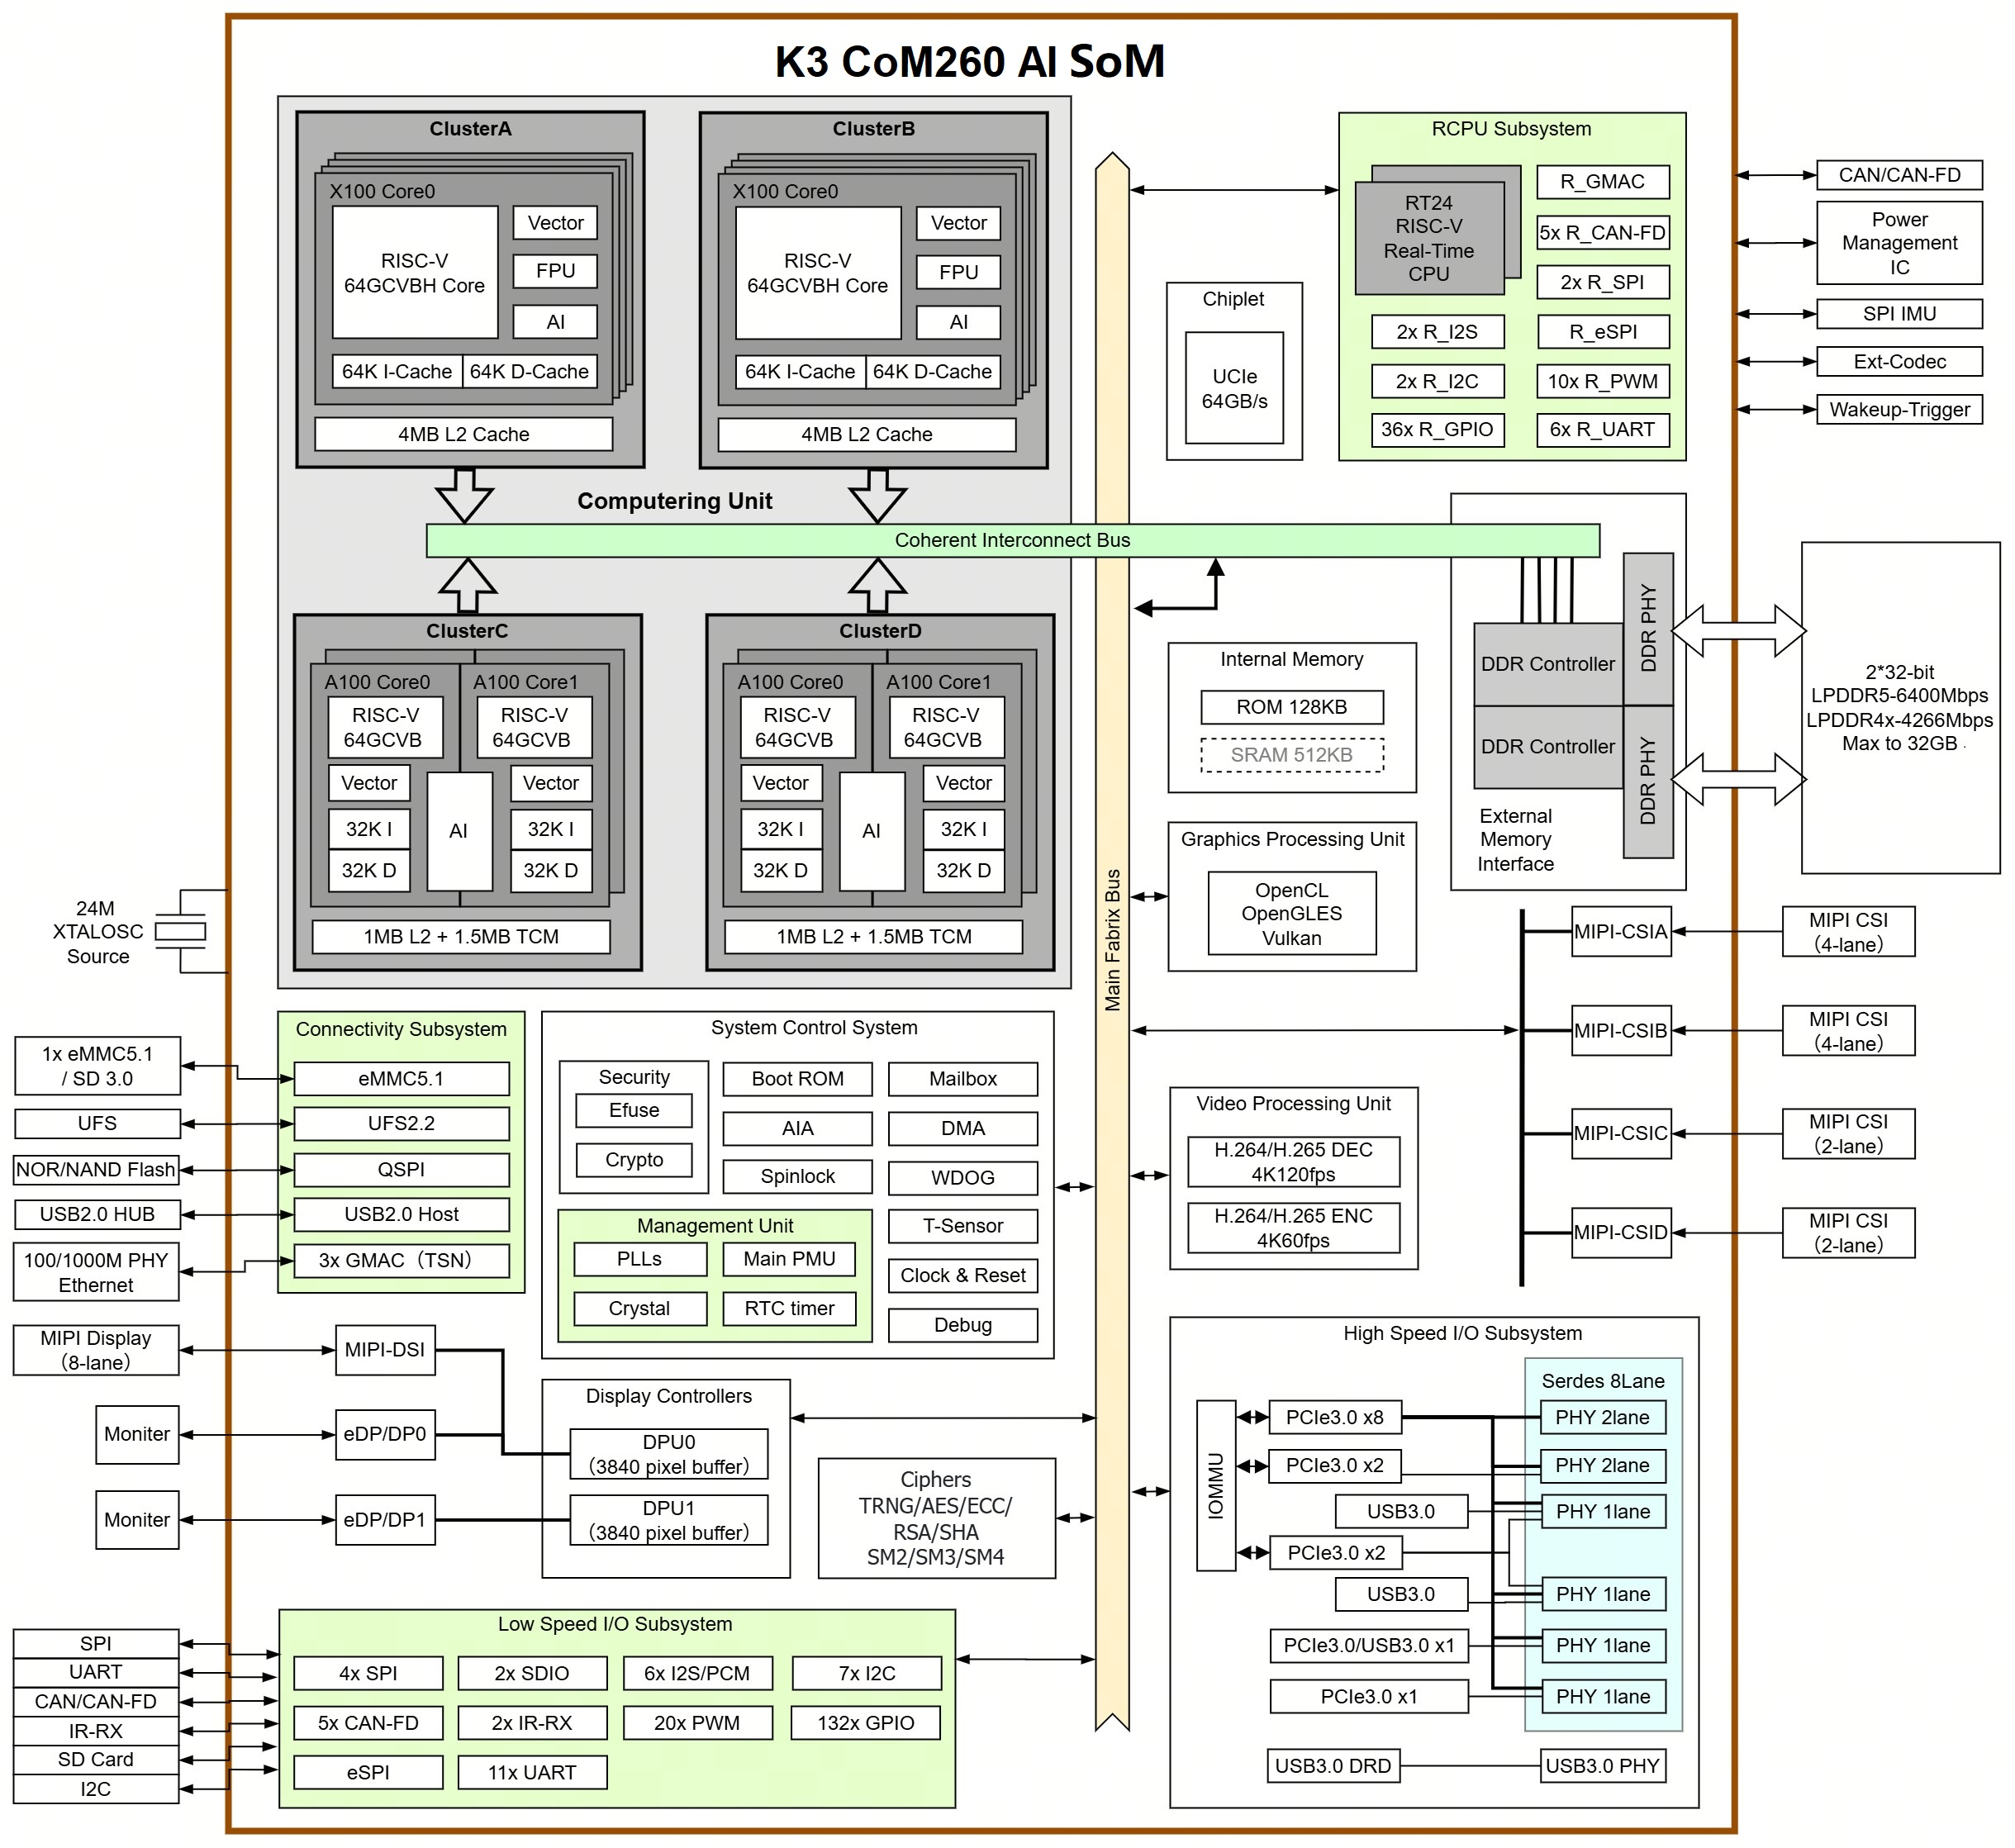 K3 CoM260 AI SoM
ClusterA
X100 Core0
RISC-V
64GCVBH Core
Vector
FPU
AI
64K I-Cache
64K D-Cache
4MB L2 Cache
ClusterB
X100 Core0
RISC-V
64GCVBH Core
Vector
FPU
AI
64K I-Cache
64K D-Cache
4MB L2 Cache
Computering Unit
Coherent Interconnect Bus
ClusterC
A100 Core0
A100 Core1
RISC-V
64GCVB
RISC-V
64GCVB
Vector
Vector
32K I
AI
32K I
32K D
32K D
1MB L2 + 1.5MB TCM
ClusterD
A100 Core0
A100 Core1
RISC-V
64GCVB
RISC-V
64GCVB
Vector
Vector
32K I
AI
32K I
32K D
32K D
1MB L2 + 1.5MB TCM
Main Fabrix Bus
RCPU Subsystem
RT24
RISC-V
Real-Time
CPU
R_GMAC
5x R_CAN-FD
2x R_SPI
2x R_I2S
R_eSPI
2x R_I2C
10x R_PWM
36x R_GPIO
6x R_UART
CAN/CAN-FD
Power
Management
IC
SPI IMU
Ext-Codec
Wakeup-Trigger
Chiplet
UCIe
64GB/s
DDR Controller
DDR Controller
DDR PHY
DDR PHY
External
Memory
Interface
2*32-bit
LPDDR5-6400Mbps
LPDDR4x-4266Mbps
Max to 32GB
Internal Memory
ROM 128KB
SRAM 512KB
Graphics Processing Unit
OpenCL
OpenGLES
Vulkan
MIPI-CSIA
MIPI CSI
（4-lane）
MIPI-CSIB
MIPI CSI
（4-lane）
MIPI-CSIC
MIPI CSI
（2-lane）
MIPI-CSID
MIPI CSI
（2-lane）
Video Processing Unit
H.264/H.265 DEC
4K120fps
H.264/H.265 ENC
4K60fps
24M
XTALOSC
Source
1x eMMC5.1
/ SD 3.0
UFS
NOR/NAND Flash
USB2.0 HUB
100/1000M PHY
Ethernet
Connectivity Subsystem
eMMC5.1
UFS2.2
QSPI
USB2.0 Host
3x GMAC（TSN）
System Control System
Security
Efuse
Crypto
Boot ROM
AIA
Spinlock
Mailbox
DMA
WDOG
T-Sensor
Clock & Reset
Debug
Management Unit
PLLs
Main PMU
Crystal
RTC timer
MIPI Display
（8-lane）
MIPI-DSI
Moniter
eDP/DP0
Moniter
eDP/DP1
Display Controllers
DPU0
（3840 pixel buffer）
DPU1
（3840 pixel buffer）
Ciphers
TRNG/AES/ECC/
RSA/SHA
SM2/SM3/SM4
High Speed I/O Subsystem
Serdes 8Lane
IOMMU
PCIe3.0 x8
PHY 2lane
PCIe3.0 x2
PHY 2lane
USB3.0
PHY 1lane
PCIe3.0 x2
USB3.0
PHY 1lane
PCIe3.0/USB3.0 x1
PHY 1lane
PCIe3.0 x1
PHY 1lane
USB3.0 DRD
USB3.0 PHY
SPI
UART
CAN/CAN-FD
IR-RX
SD Card
I2C
Low Speed I/O Subsystem
4x SPI
2x SDIO
6x I2S/PCM
7x I2C
5x CAN-FD
2x IR-RX
20x PWM
132x GPIO
eSPI
11x UART